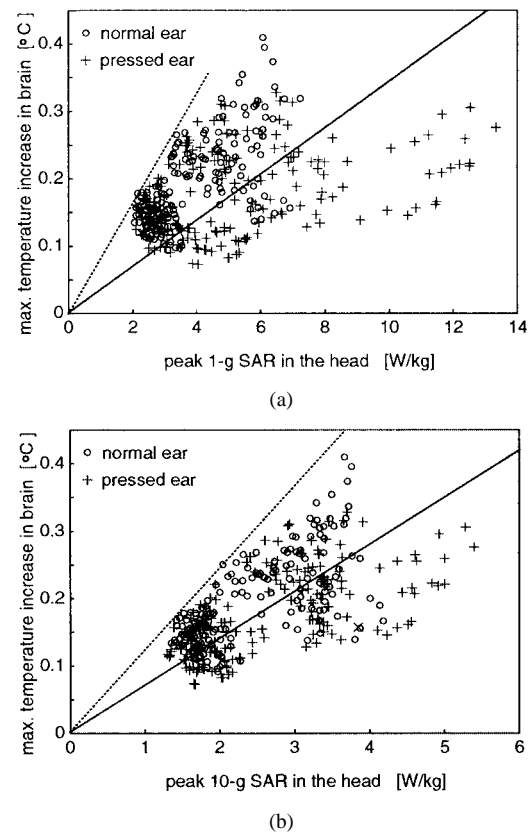 max. temperature increase in brain [°C]
0.4
0.3
0.2
0.1
0
normal ear
pressed ear
0 2 4 6 8 10 12 14
peak 1-g SAR in the head [W/kg]
(a)
max. temperature increase in brain [°C]
0.4
0.3
0.2
0.1
0
normal ear
pressed ear
0 1 2 3 4 5 6
peak 10-g SAR in the head [W/kg]
(b)